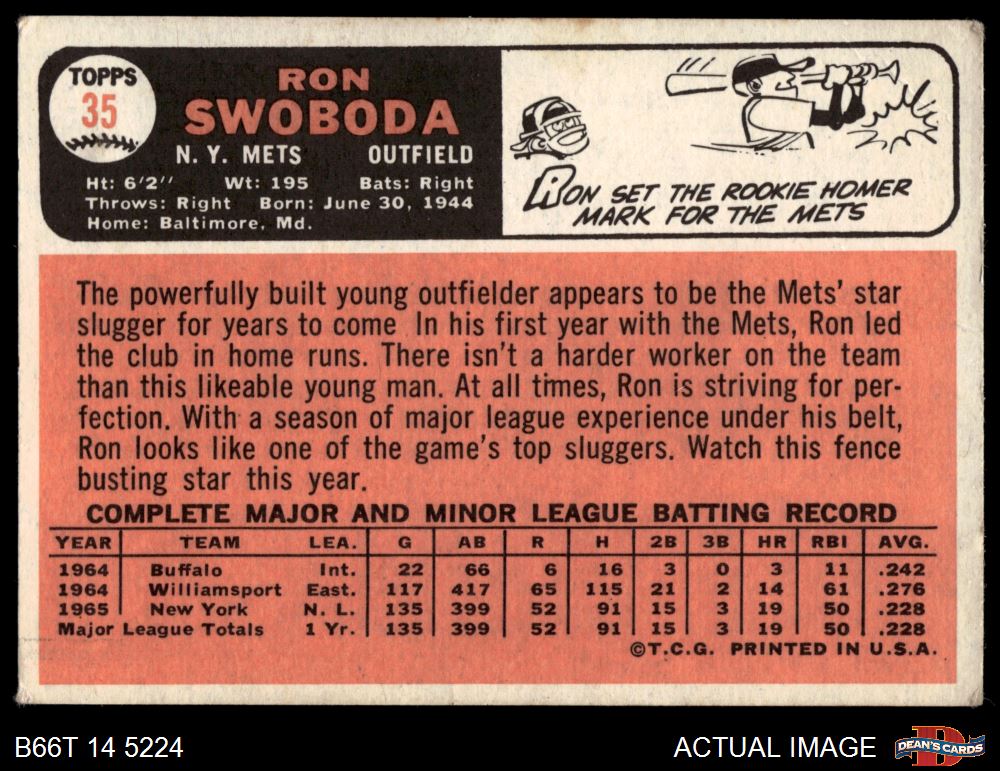 TOPPS
35
RON
SWOBODA
N. Y. METS OUTFIELD
Ht: 6'2" Wt: 195 Bats: Right
Throws: Right Born: June 30, 1944
Home: Baltimore, Md.
RON SET THE ROOKIE HOMER
MARK FOR THE METS
The powerfully built young outfielder appears to be the Mets' star
slugger for years to come In his first year with the Mets, Ron led
the club in home runs. There isn't a harder worker on the team
than this likeable young man. At all times, Ron is striving for per-
fection. With a season of major league experience under his belt,
Ron looks like one of the game's top sluggers. Watch this fence
busting star this year.
COMPLETE MAJOR AND MINOR LEAGUE BATTING RECORD
YEAR TEAM LEA. G AB R H 2B 3B HR RBI AVG.
1964 Buffalo Int. 22 66 6 16 3 0 3 11 .242
1964 Williamsport East. 117 417 65 115 21 2 14 61 .276
1965 New York N. L. 135 399 52 91 15 3 19 50 .228
Major League Totals 1 Yr. 135 399 52 91 15 3 19 50 .228
©T.C.G. PRINTED IN U.S.A.
B66T 14 5224 ACTUAL IMAGE DEAN'S CARDS